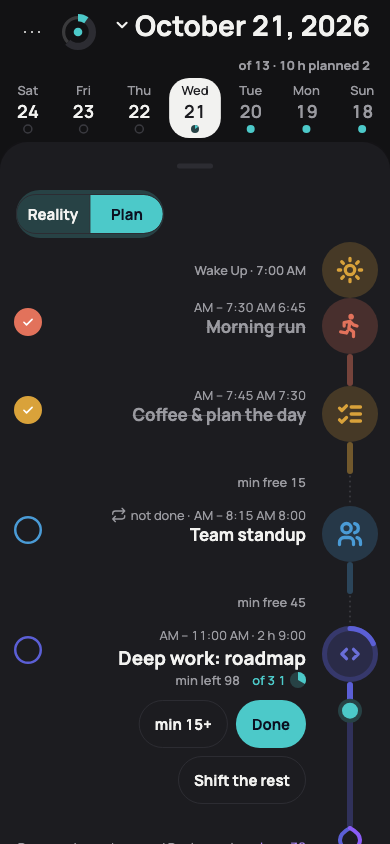 October 21, 2026
of 13 · 10 h planned 2
Sat Fri Thu Wed Tue Mon Sun
24 23 22 21 20 19 18
Reality Plan
Wake Up · 7:00 AM
AM – 7:30 AM 6:45
Morning run
AM – 7:45 AM 7:30
Coffee & plan the day
min free 15
not done · AM – 8:15 AM 8:00
Team standup
min free 45
AM – 11:00 AM · 2 h 9:00
Deep work: roadmap
min left 98 of 3 1
min 15+ Done
Shift the rest